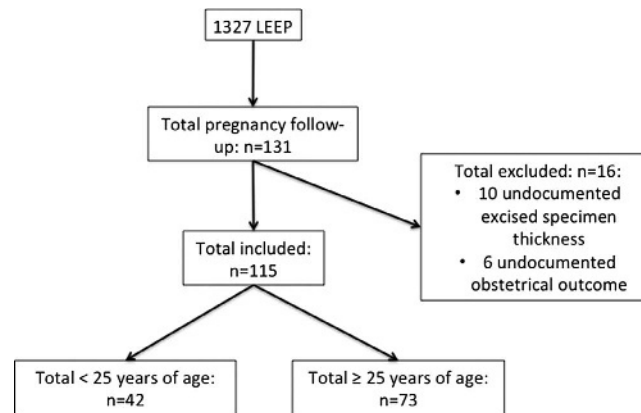 1327 LEEP
Total pregnancy follow-
up: n=131
Total excluded: n=16:
• 10 undocumented
excised specimen
thickness
• 6 undocumented
obstetrical outcome
Total included:
n=115
Total < 25 years of age:
n=42
Total ≥ 25 years of age:
n=73